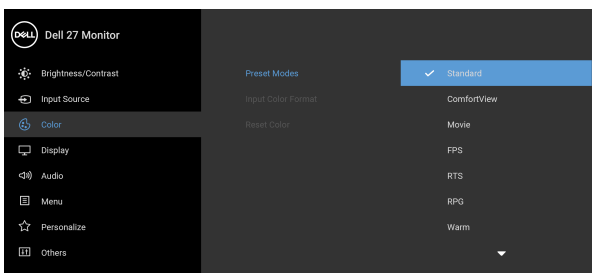 DELL
Dell 27 Monitor
Brightness/Contrast
Input Source
Color
Display
Audio
Menu
Personalize
Others
Preset Modes
Input Color Format
Reset Color
Standard
ComfortView
Movie
FPS
RTS
RPG
Warm